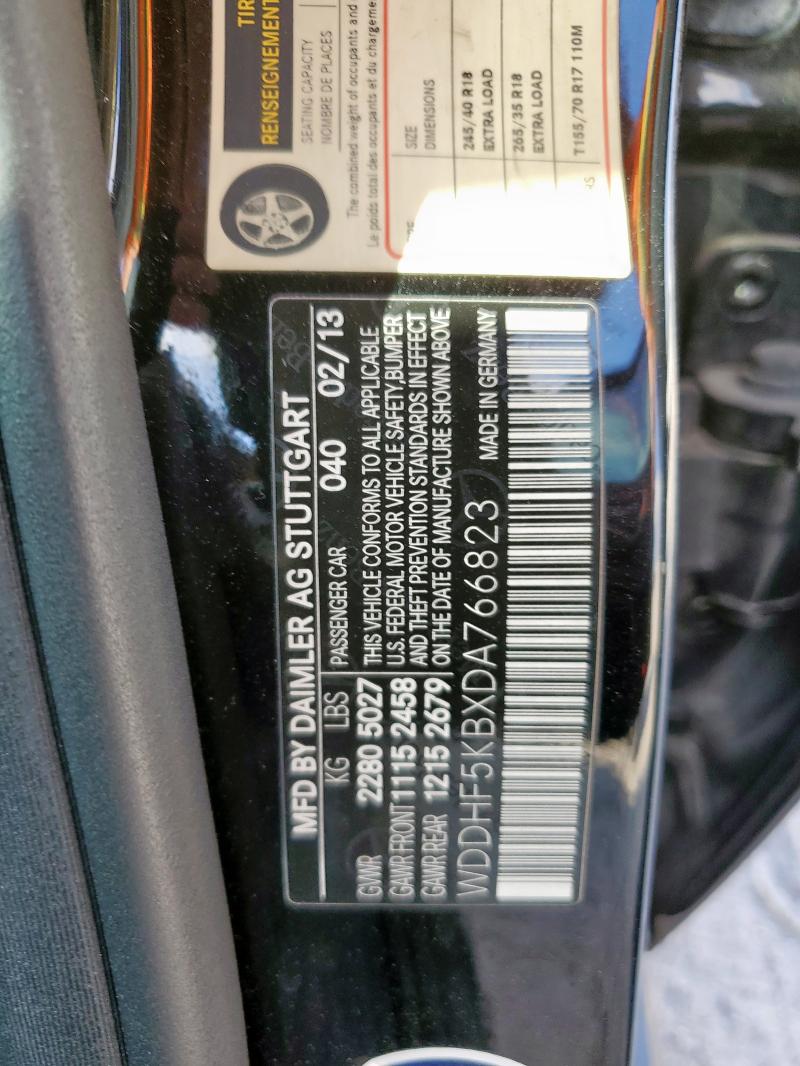 MFD BY DAIMLER AG STUTTGART
KG LBS PASSENGER CAR 040 02/13
GVWR 2280 5027
GAWR FRONT 1115 2458
GAWR REAR 1215 2679
THIS VEHICLE CONFORMS TO ALL APPLICABLE
U.S. FEDERAL MOTOR VEHICLE SAFETY,BUMPER
AND THEFT PREVENTION STANDARDS IN EFFECT
ON THE DATE OF MANUFACTURE SHOWN ABOVE
WDDHF5KBXDA766823 MADE IN GERMANY
TIR
RENSEIGNEMENT
SEATING CAPACITY
NOMBRE DE PLACES
The combined weight of occupants and
Le poids total des occupants et du chargeme
SIZE
DIMENSIONS
245/40 R18
EXTRA LOAD
265/35 R18
EXTRA LOAD
T155/70 R17 110M